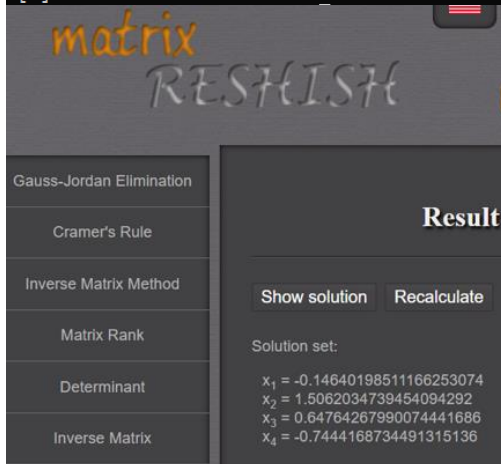 matrix
RESHISH
Gauss-Jordan Elimination
Cramer's Rule
Inverse Matrix Method
Matrix Rank
Determinant
Inverse Matrix
Result
Show solution Recalculate
Solution set:
x₁ = -0.14640198511166253074
x₂ = 1.5062034739454094292
x₃ = 0.64764267990074441686
x₄ = -0.7444168734491315136